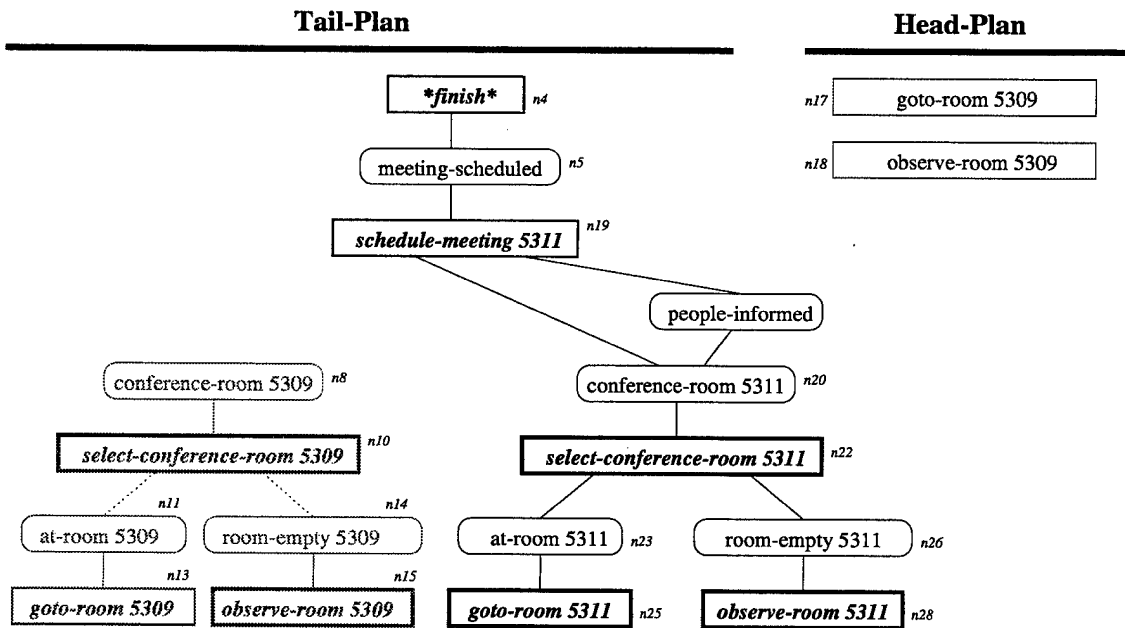 Tail-Plan
Head-Plan
*finish* n4
n17 goto-room 5309
meeting-scheduled n5
n18 observe-room 5309
schedule-meeting 5311 n19
people-informed
conference-room 5309 n8
conference-room 5311 n20
select-conference-room 5309 n10
select-conference-room 5311 n22
n11
n14
at-room 5309
room-empty 5309
at-room 5311 n23
room-empty 5311 n26
n13
n15
goto-room 5309
observe-room 5309
goto-room 5311 n25
observe-room 5311 n28